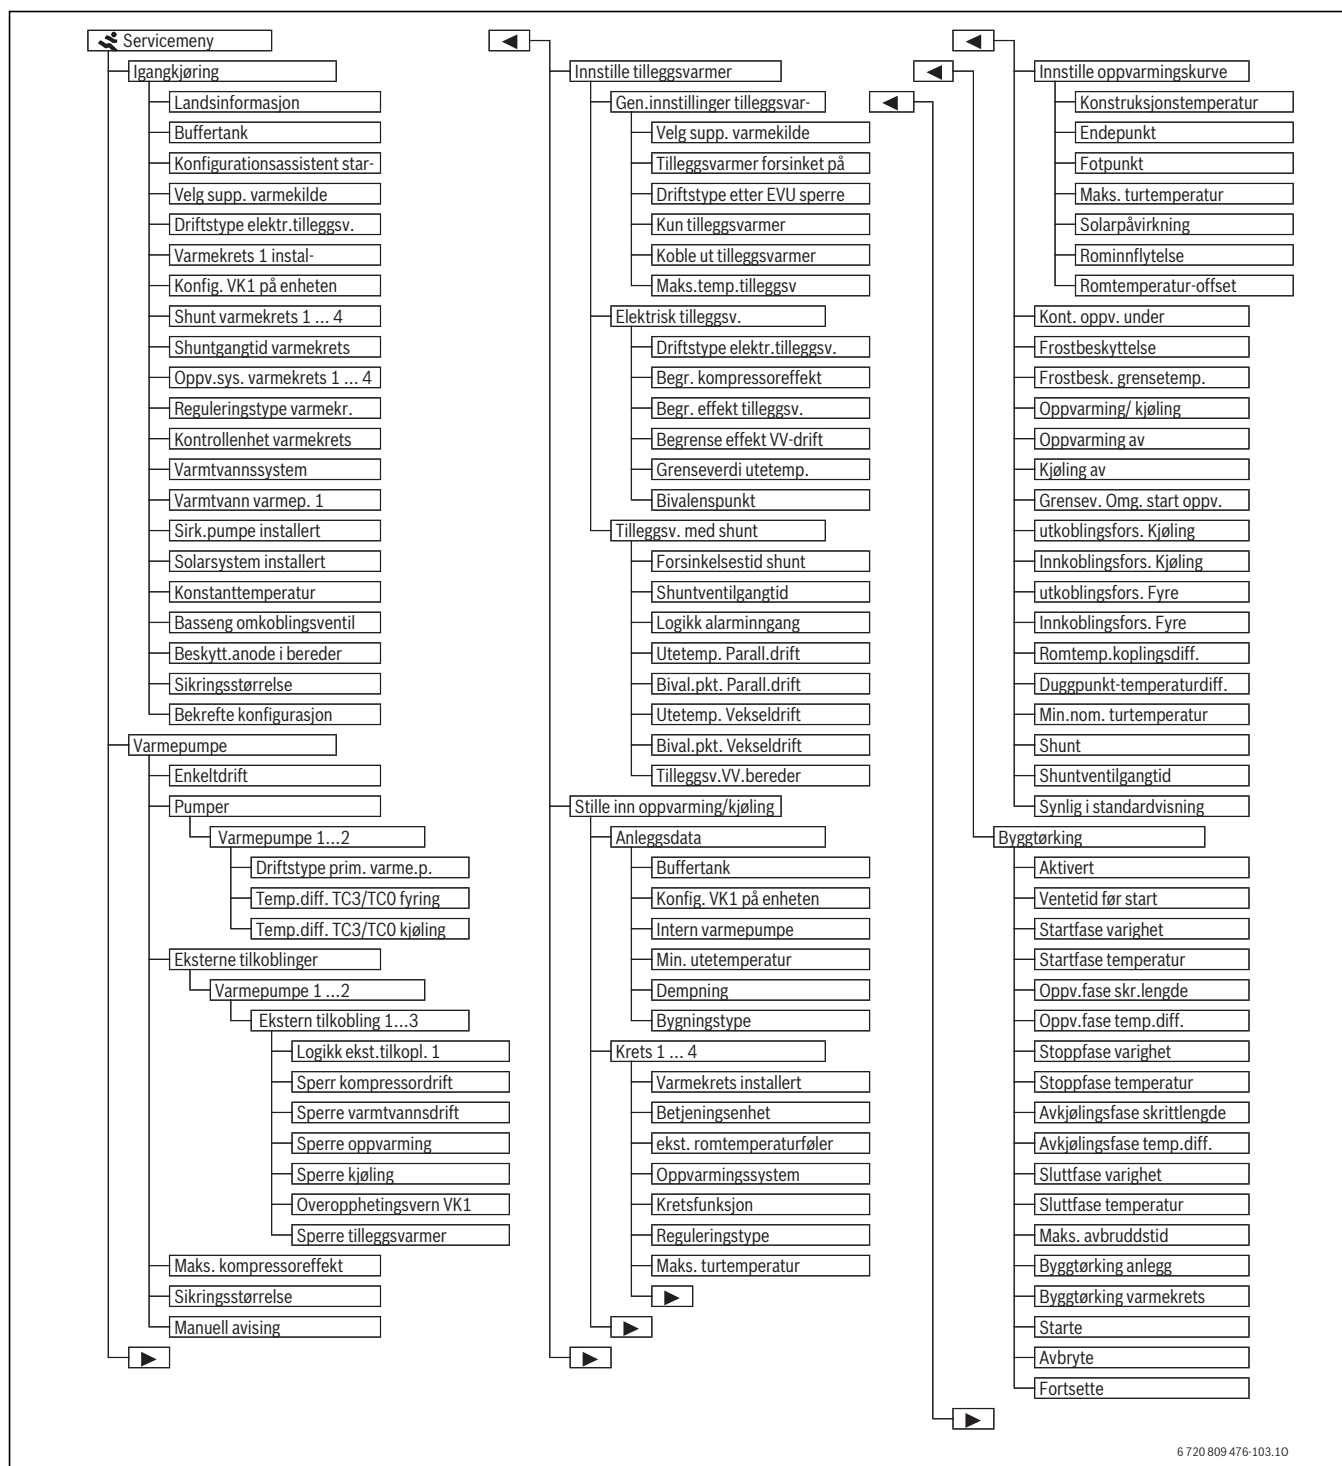 Servicemeny
Igangkjøring
Landsinformasjon
Buffertank
Konfigurationsassistent star-
Velg supp. varmekilde
Driftstype elektr.tilleggsv.
Varmekrets 1 instal-
Konfig. VK1 på enheten
Shunt varmekrets 1 ... 4
Shuntgangtid varmekrets
Oppv.sys. varmekrets 1 ... 4
Reguleringstype varmekr.
Kontrollenhet varmekrets
Varmtvannssystem
Varmtvann varmep. 1
Sirk.pumpe installert
Solarsystem installert
Konstanttemperatur
Basseng omkoblingsventil
Beskytt.anode i bereder
Sikringsstørrelse
Bekrefte konfigurasjon
Varmepumpe
Enkeltdrift
Pumper
Varmepumpe 1...2
Driftstype prim. varme.p.
Temp.diff. TC3/TC0 fyring
Temp.diff. TC3/TC0 kjøling
Eksterne tilkoblinger
Varmepumpe 1 ...2
Ekstern tilkobling 1...3
Logikk ekst.tilkopl. 1
Sperr kompressordrift
Sperre varmtvannsdrift
Sperre oppvarming
Sperre kjøling
Overopphetingsvern VK1
Sperre tilleggsvarmer
Maks. kompressoreffekt
Sikringsstørrelse
Manuell avising
Innstille tilleggsvarmer
Gen.innstillinger tilleggsvar-
Velg supp. varmekilde
Tilleggsvarmer forsinket på
Driftstype etter EVU sperre
Kun tilleggsvarmer
Koble ut tilleggsvarmer
Maks.temp.tilleggsv
Elektrisk tilleggsv.
Driftstype elektr.tilleggsv.
Begr. kompressoreffekt
Begr. effekt tilleggsv.
Begrense effekt VV-drift
Grenseverdi utetemp.
Bivalenspunkt
Tilleggsv. med shunt
Forsinkelsestid shunt
Shuntventilgangtid
Logikk alarminngang
Utetemp. Parall.drift
Bival.pkt. Parall.drift
Utetemp. Vekseldrift
Bival.pkt. Vekseldrift
Tilleggsv.VV.bereder
Stille inn oppvarming/kjøling
Anleggsdata
Buffertank
Konfig. VK1 på enheten
Intern varmepumpe
Min. utetemperatur
Dempning
Bygningstype
Krets 1 ... 4
Varmekrets installert
Betjeningsenhet
ekst. romtemperaturføler
Oppvarmingssystem
Kretsfunksjon
Reguleringstype
Maks. turtemperatur
Innstille oppvarmingskurve
Konstruksjonstemperatur
Endepunkt
Fotpunkt
Maks. turtemperatur
Solarpåvirkning
Rominnflytelse
Romtemperatur-offset
Kont. oppv. under
Frostbeskyttelse
Frostbesk. grensetemp.
Oppvarming/ kjøling
Oppvarming av
Kjøling av
Grensev. Omg. start oppv.
utkoblingsfors. Kjøling
Innkoblingsfors. Kjøling
utkoblingsfors. Fyre
Innkoblingsfors. Fyre
Romtemp.koplingsdiff.
Duggpunkt-temperaturdiff.
Min.nom. turtemperatur
Shunt
Shuntventilgangtid
Synlig i standardvisning
Byggtørking
Aktivert
Ventetid før start
Startfase varighet
Startfase temperatur
Oppv.fase skr.lengde
Oppv.fase temp.diff.
Stoppfase varighet
Stoppfase temperatur
Avkjølingsfase skrittlengde
Avkjølingsfase temp.diff.
Sluttfase varighet
Sluttfase temperatur
Maks. avbruddstid
Byggtørking anlegg
Byggtørking varmekrets
Starte
Avbryte
Fortsette
6 720 809 476-103.1O